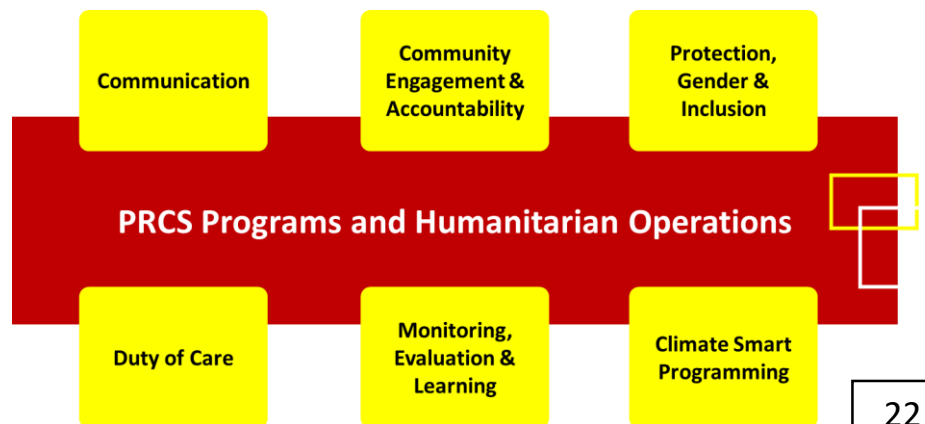 Communication
Community
Engagement &
Accountability
Protection,
Gender &
Inclusion
PRCS Programs and Humanitarian Operations
Duty of Care
Monitoring,
Evaluation &
Learning
Climate Smart
Programming
22